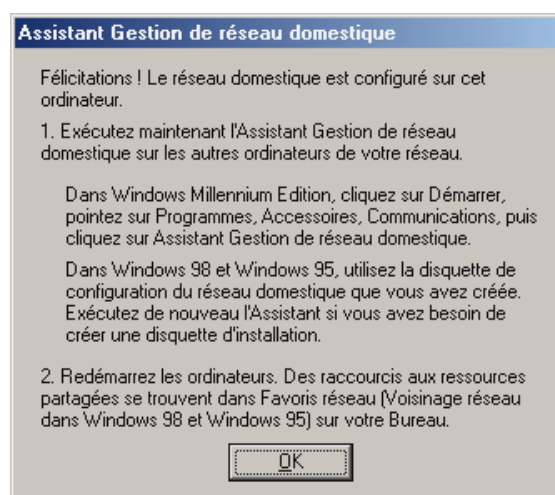 Assistant Gestion de réseau domestique
Félicitations ! Le réseau domestique est configuré sur cet
ordinateur.
1. Exécutez maintenant l'Assistant Gestion de réseau
domestique sur les autres ordinateurs de votre réseau.
Dans Windows Millennium Edition, cliquez sur Démarrer,
pointez sur Programmes, Accessoires, Communications, puis
cliquez sur Assistant Gestion de réseau domestique.
Dans Windows 98 et Windows 95, utilisez la disquette de
configuration du réseau domestique que vous avez créée.
Exécutez de nouveau l'Assistant si vous avez besoin de
créer une disquette d'installation.
2. Redémarrez les ordinateurs. Des raccourcis aux ressources
partagées se trouvent dans Favoris réseau (Voisinage réseau
dans Windows 98 et Windows 95) sur votre Bureau.
OK